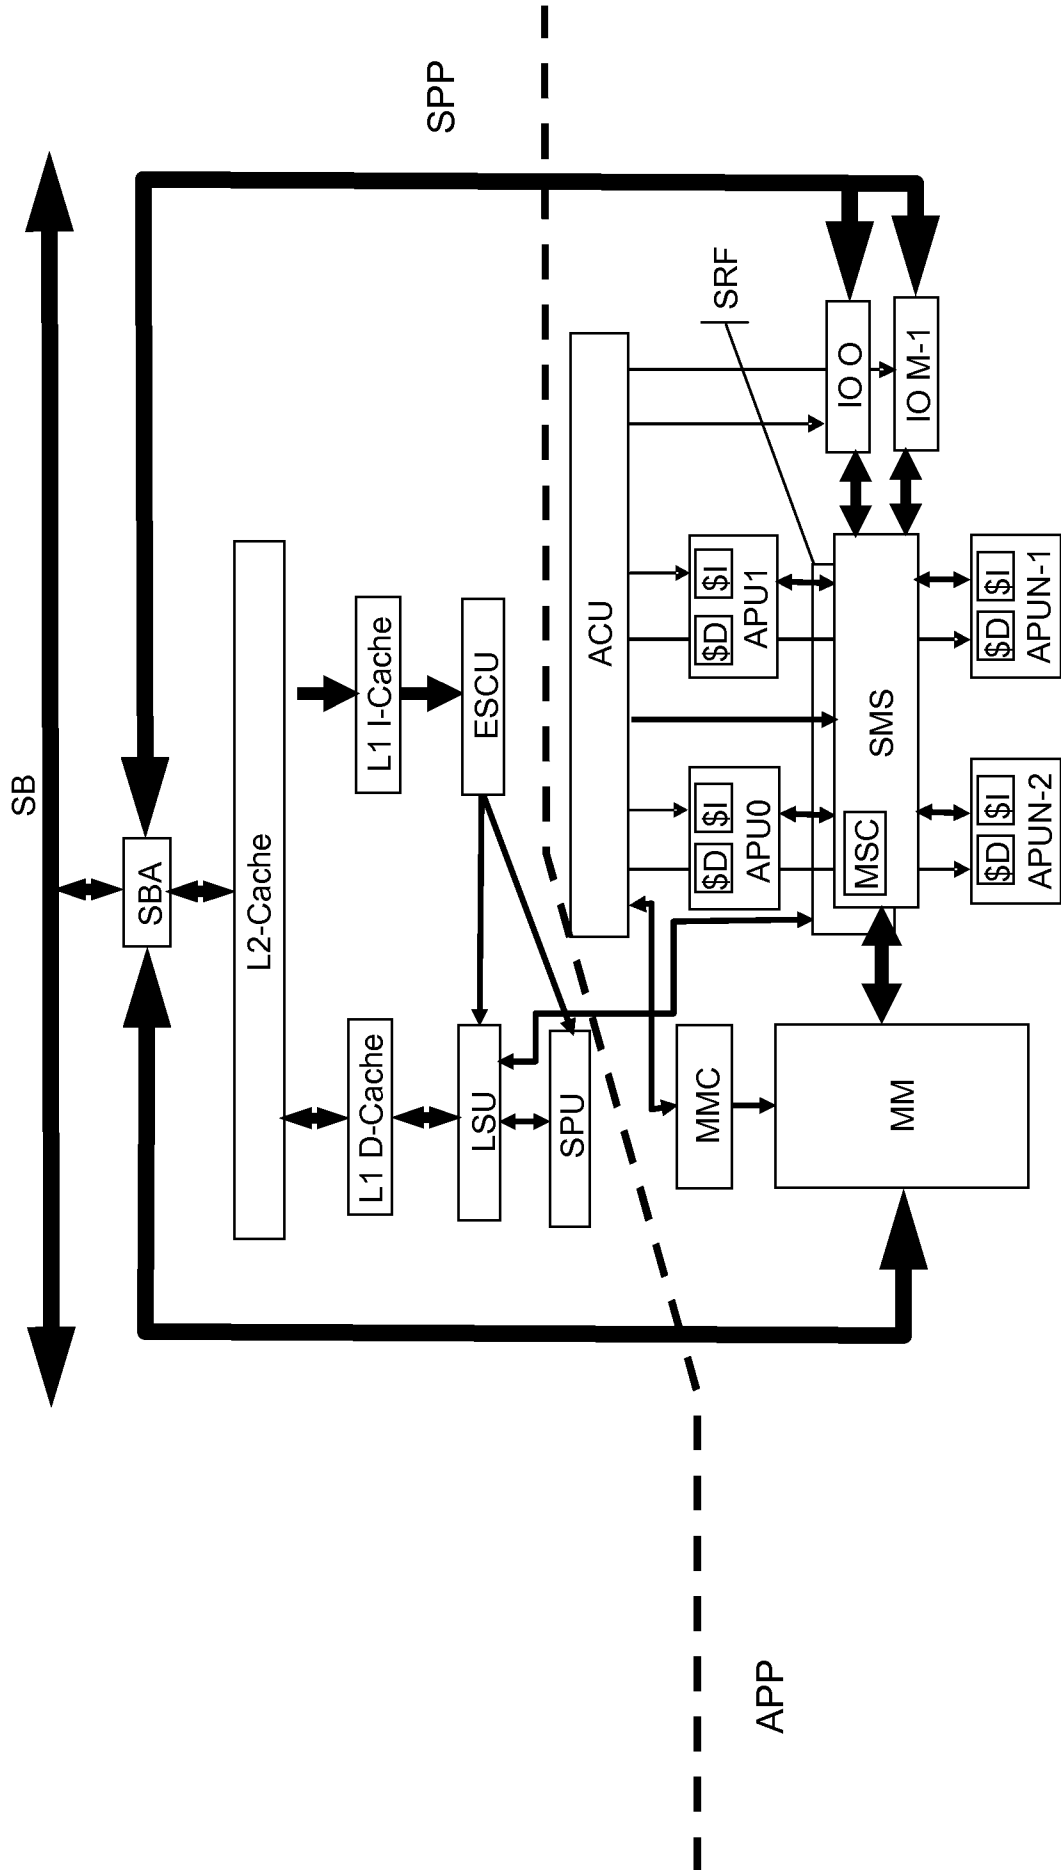 SB
SPP
SBA
L2-Cache
L1 D-Cache
L1 I-Cache
LSU
ESCU
SPU
ACU
SRF
MMC
$D
$I
APU0
$D
$I
APU1
MM
MSC
SMS
IO O
IO M-1
$D
$I
APUN-2
$D
$I
APUN-1
APP